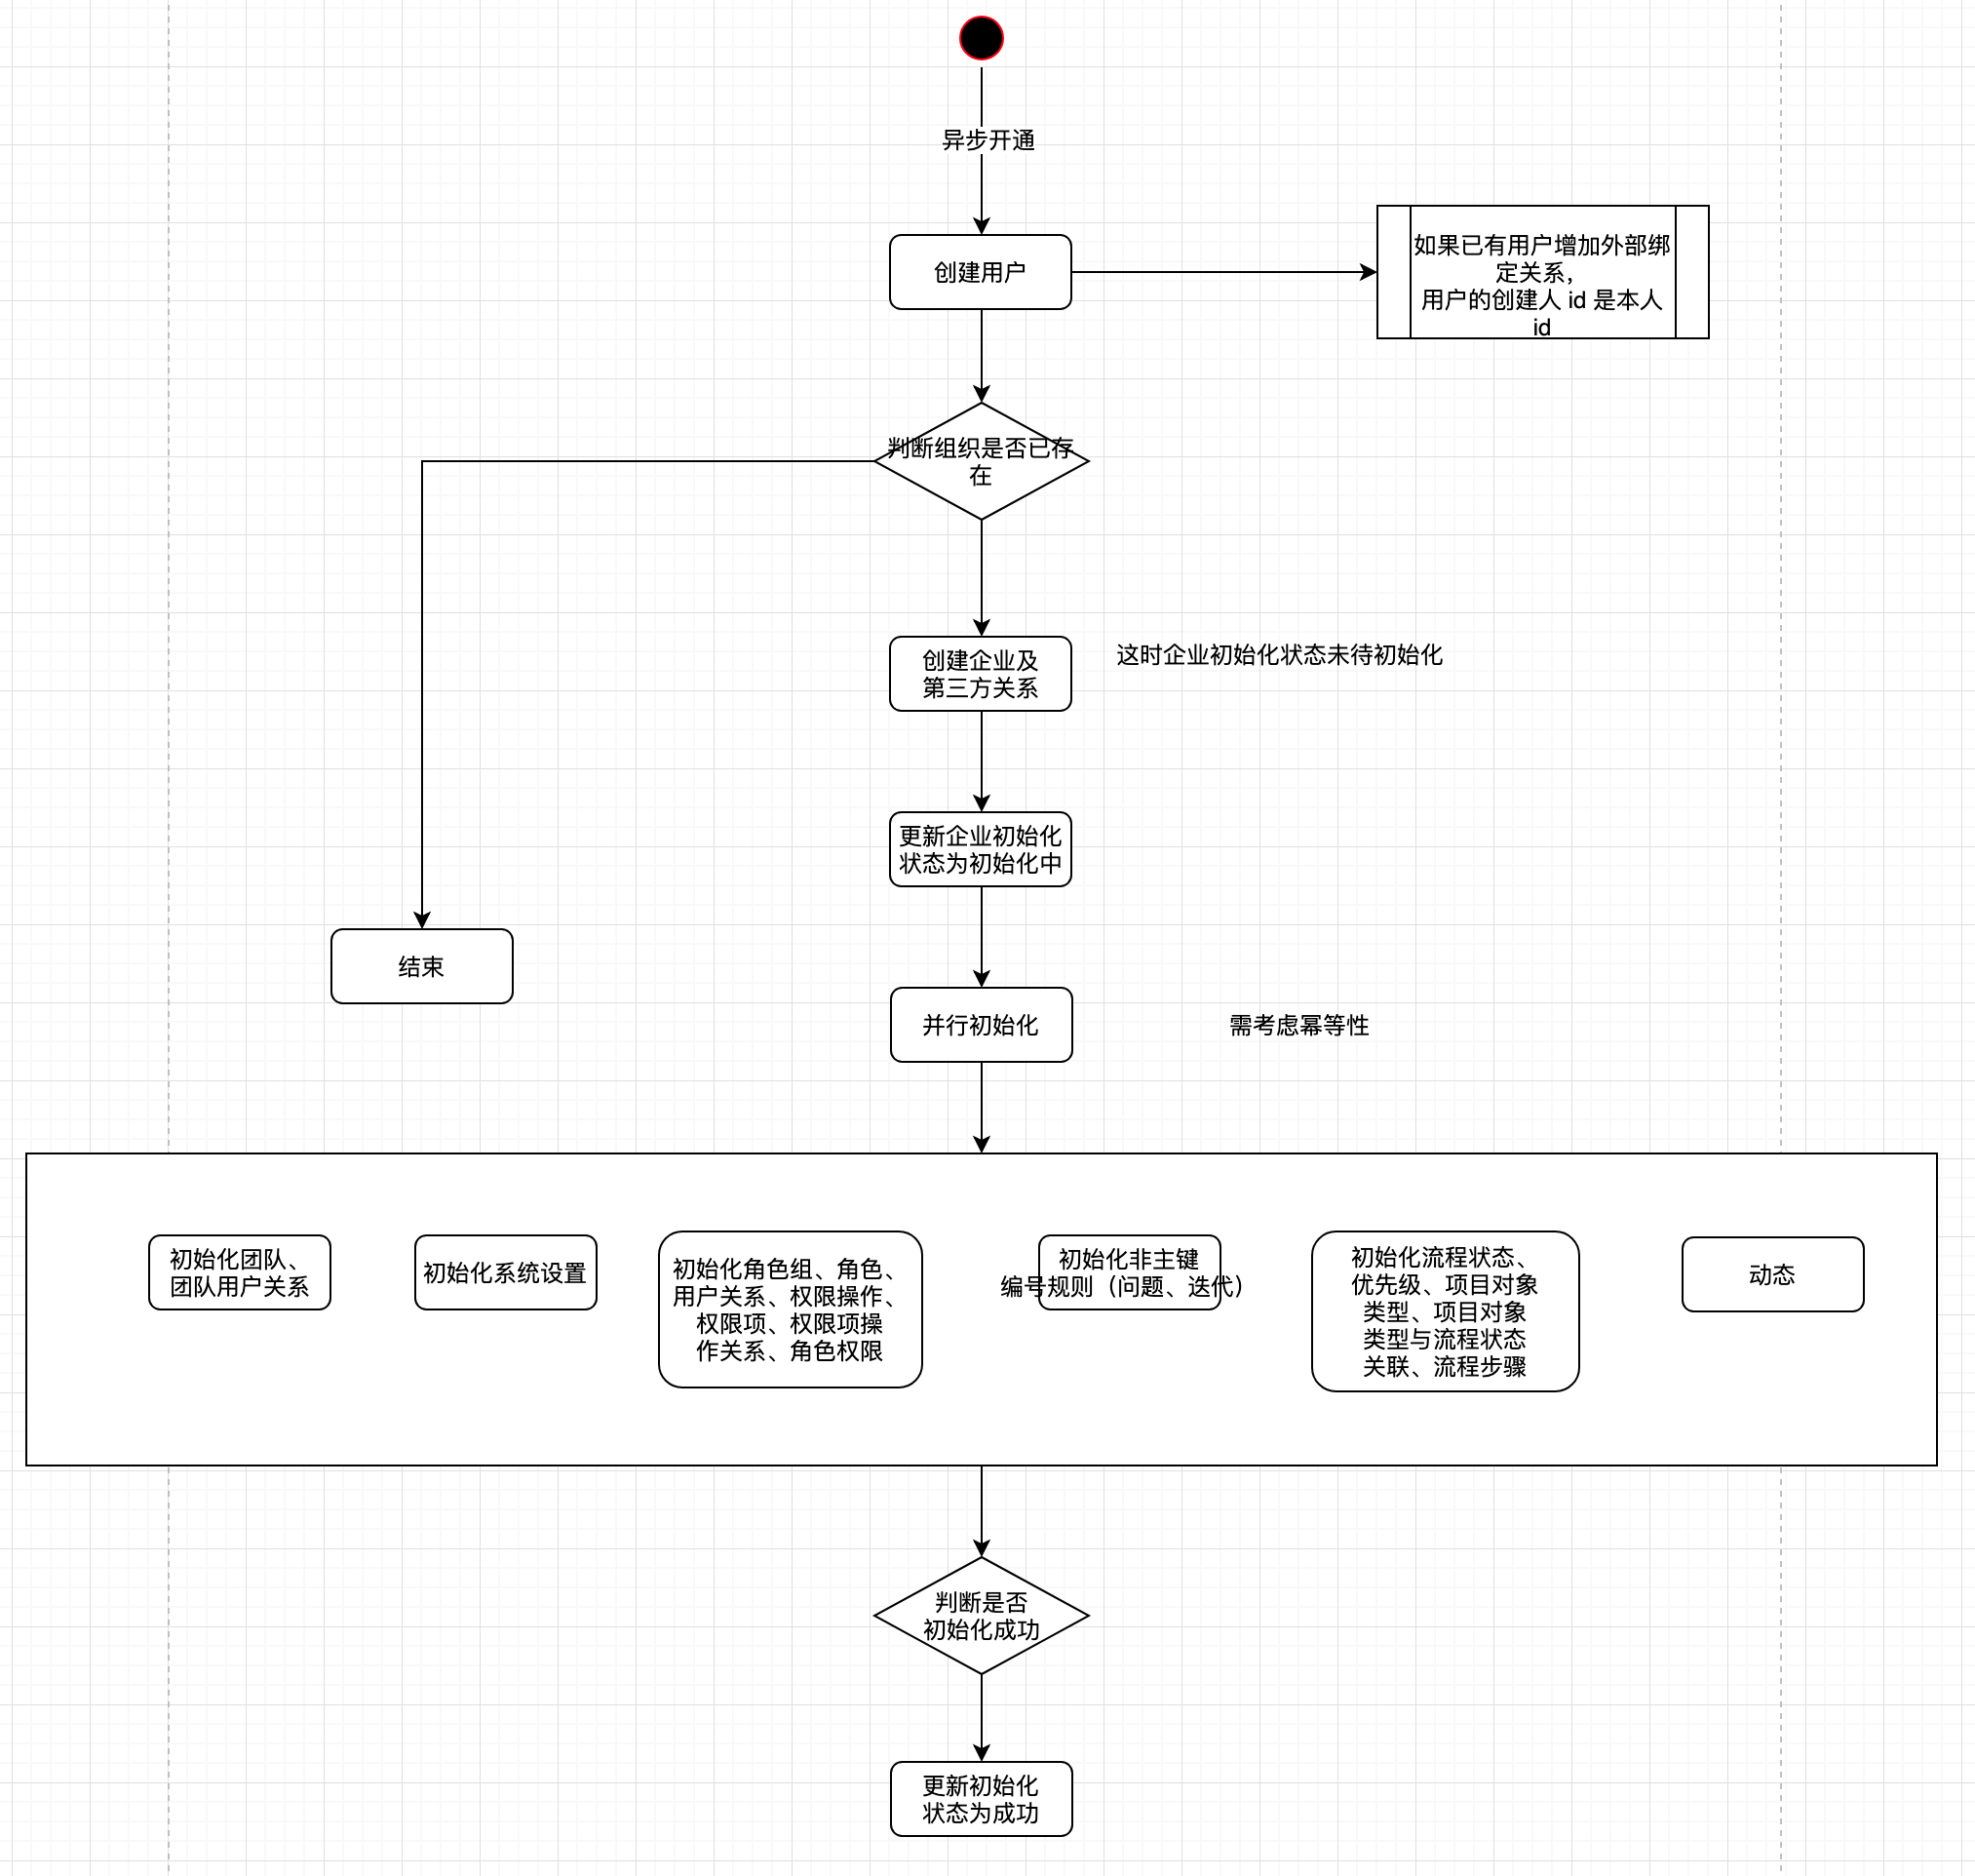 异步开通
创建用户
如果已有用户增加外部绑
定关系，
用户的创建人 id 是本人
id
判断组织是否已存
在
创建企业及
第三方关系
这时企业初始化状态未待初始化
更新企业初始化
状态为初始化中
结束
并行初始化
需考虑幂等性
初始化团队、
团队用户关系
初始化系统设置
初始化角色组、角色、
用户关系、权限操作、
权限项、权限项操
作关系、角色权限
初始化非主键
编号规则（问题、迭代）
初始化流程状态、
优先级、项目对象
类型、项目对象
类型与流程状态
关联、流程步骤
动态
判断是否
初始化成功
更新初始化
状态为成功